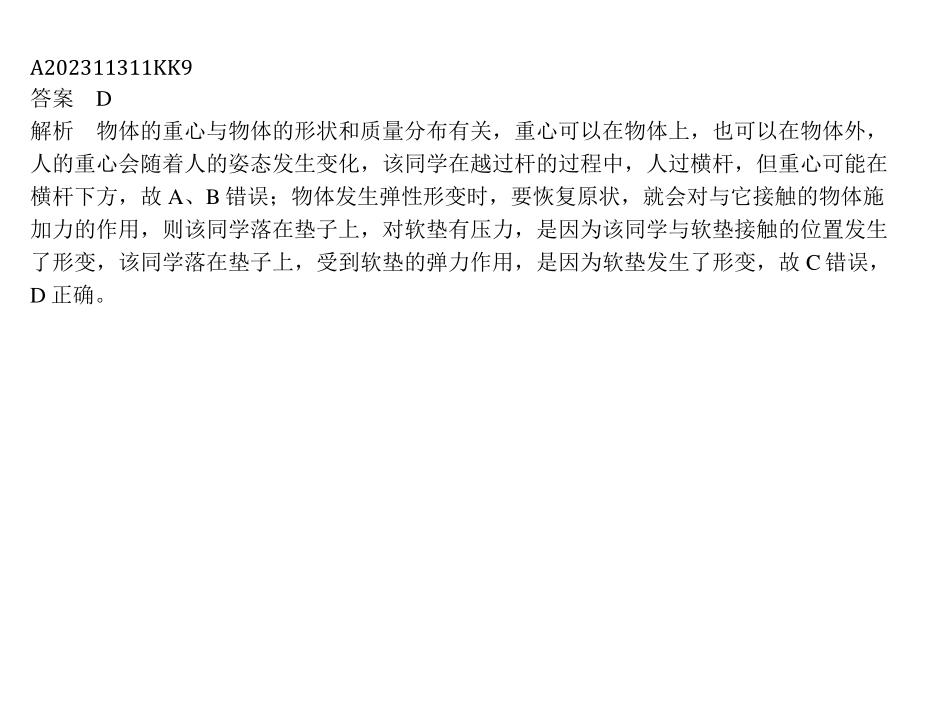 A202311311KK9
答案　D
解析　物体的重心与物体的形状和质量分布有关，重心可以在物体上，也可以在物体外，
人的重心会随着人的姿态发生变化，该同学在越过杆的过程中，人过横杆，但重心可能在
横杆下方，故 A、B 错误；物体发生弹性形变时，要恢复原状，就会对与它接触的物体施
加力的作用，则该同学落在垫子上，对软垫有压力，是因为该同学与软垫接触的位置发生
了形变，该同学落在垫子上，受到软垫的弹力作用，是因为软垫发生了形变，故 C 错误，
D 正确。